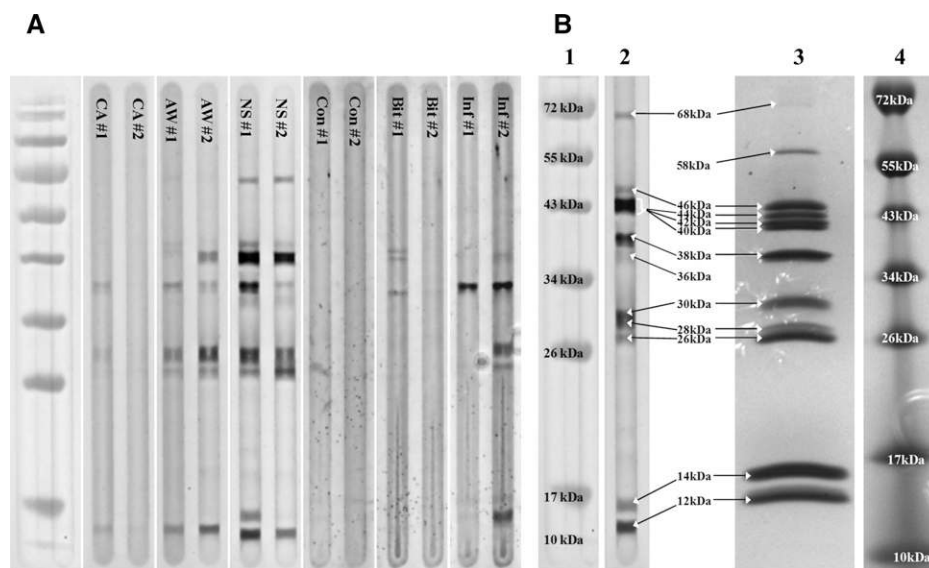 A
CA #1
CA #2
AW #1
AW #2
NS #1
NS #2
Con #1
Con #2
Bit #1
Bit #2
Inf #1
Inf #2
B
1 2 3 4
72 kDa
55 kDa
43 kDa
34 kDa
26 kDa
17 kDa
10 kDa
68kDa
58kDa
46kDa
44kDa
42kDa
40kDa
38kDa
36kDa
30kDa
28kDa
26kDa
14kDa
12kDa
72kDa
55kDa
43kDa
34kDa
26kDa
17kDa
10kDa